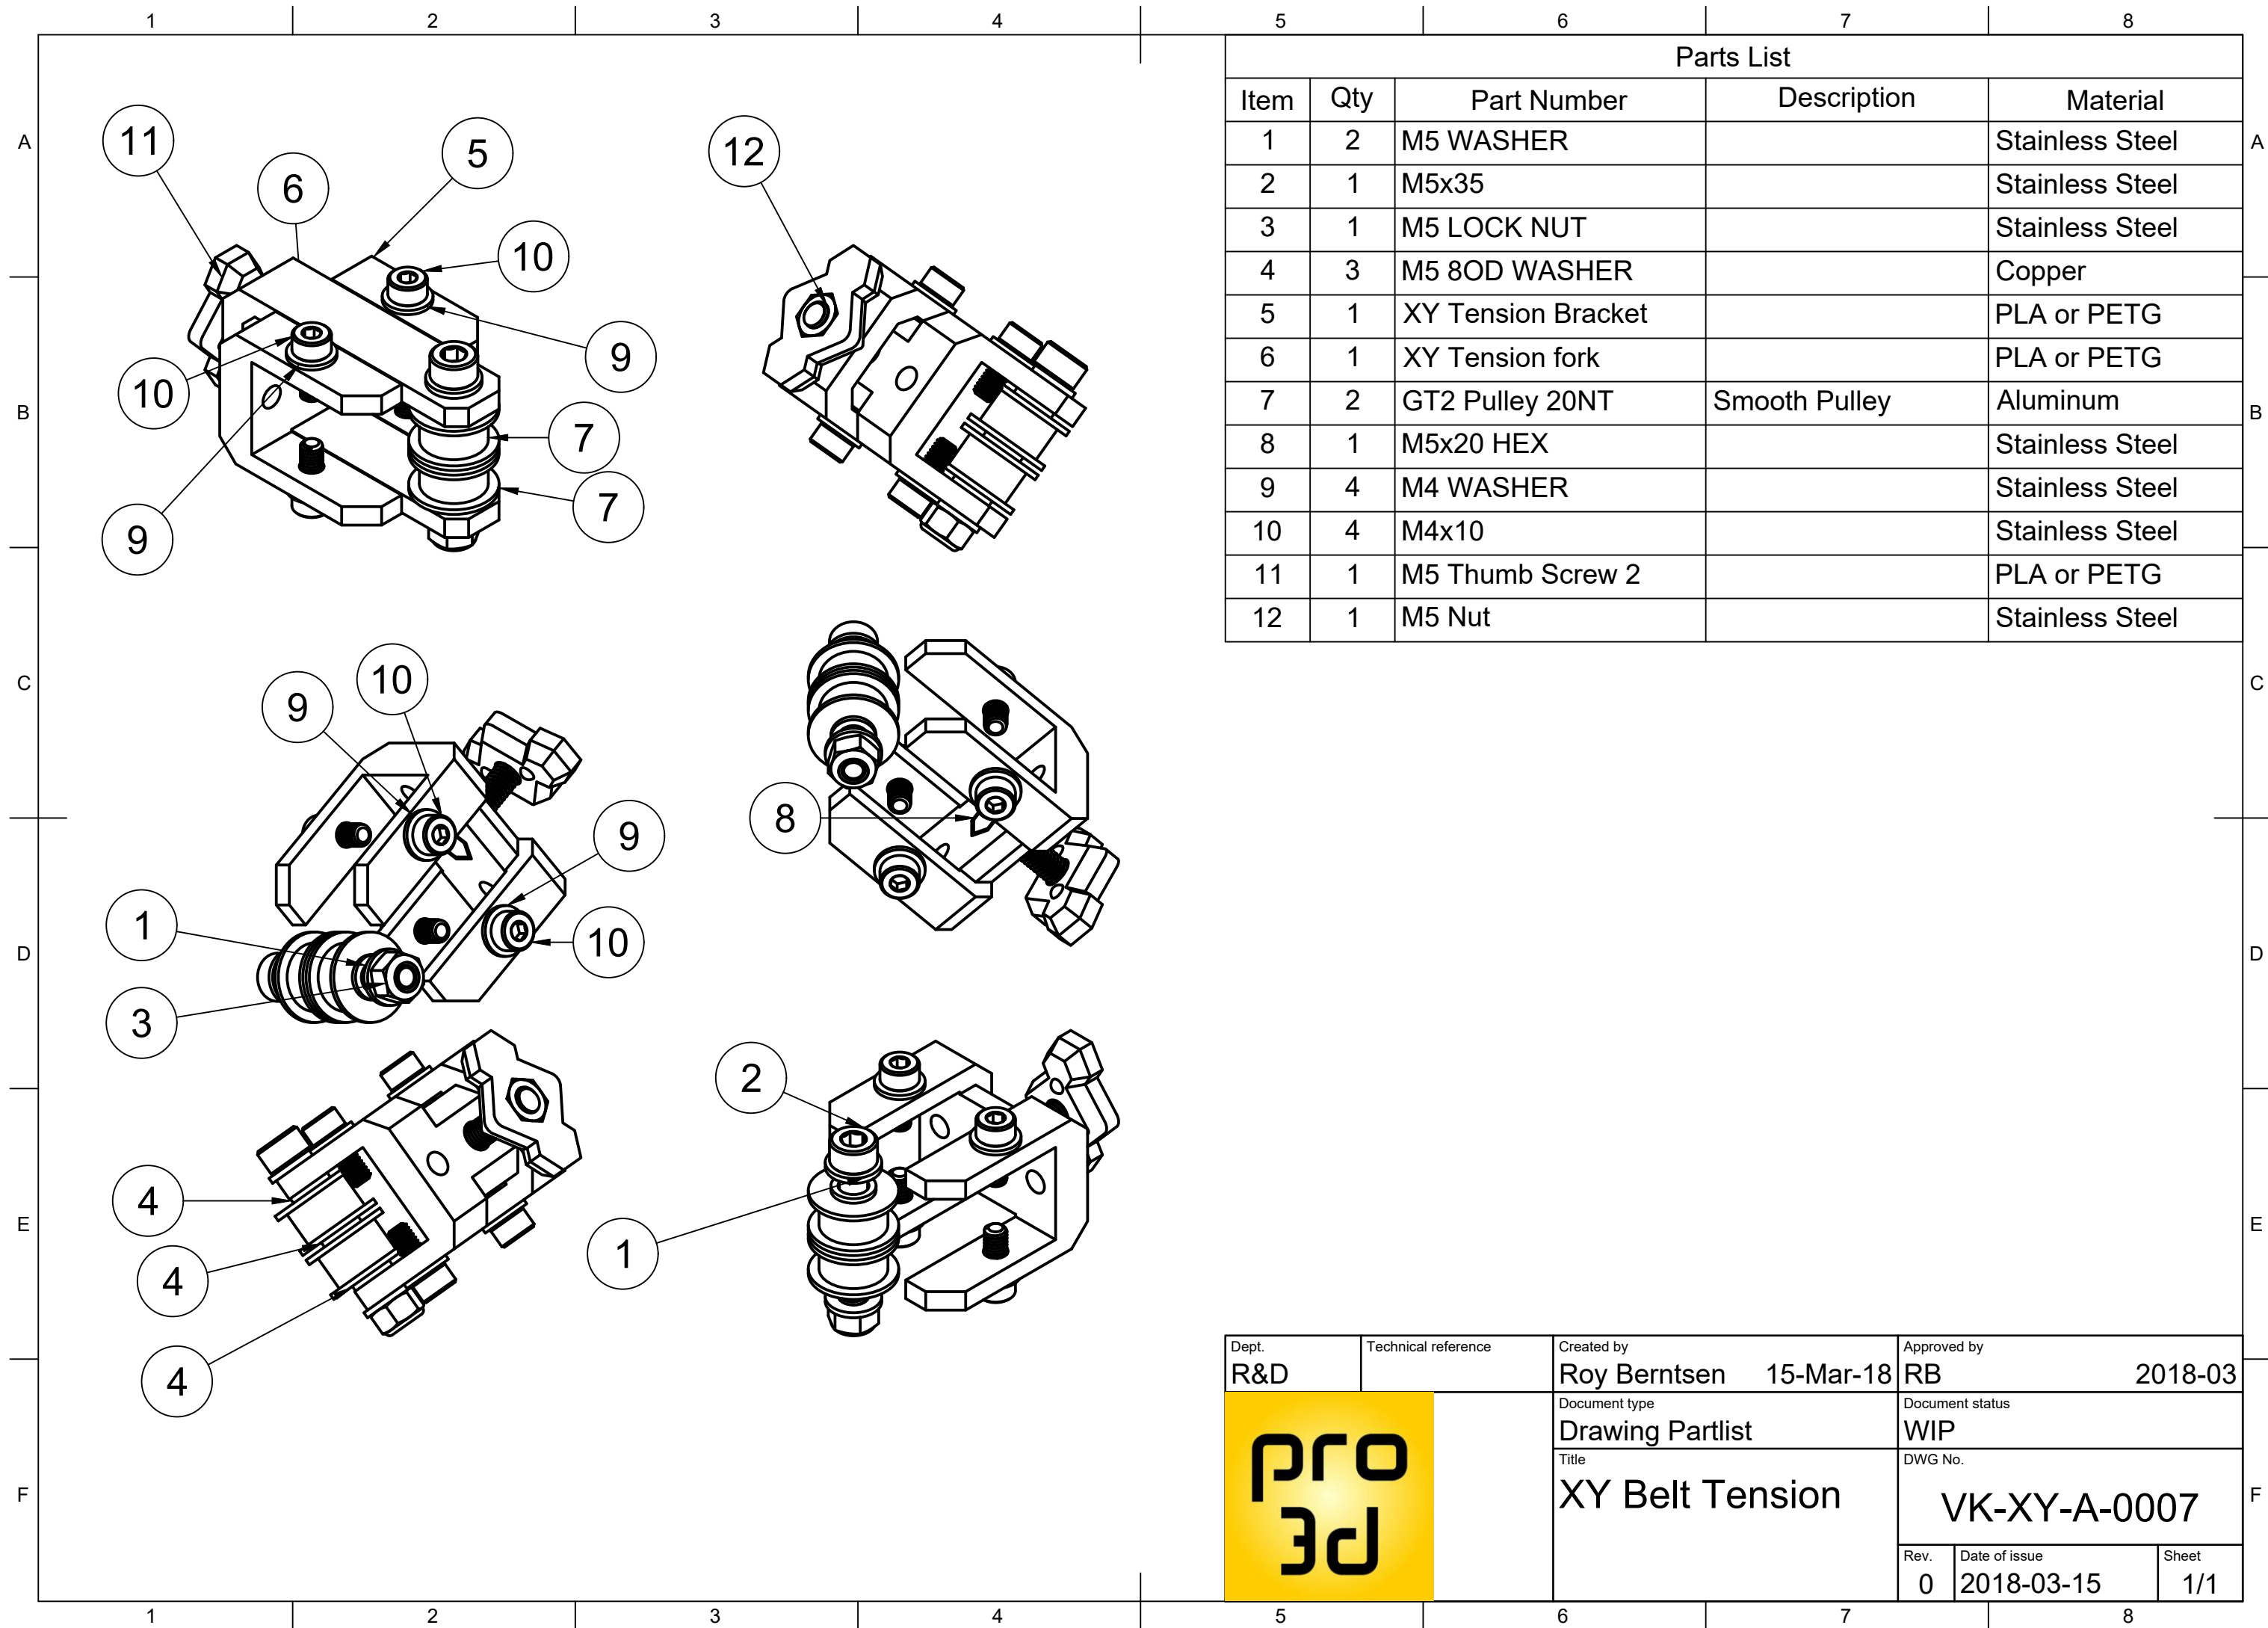 1 2 3 4 5 6 7 8
A
B
C
D
E
F
A
B
C
D
E
F
11
6
5
10
9
10
7
7
9
12
10
9
9
10
1
3
8
4
4
4
2
1
Parts List
Item Qty Part Number Description Material
1 2 M5 WASHER Stainless Steel
2 1 M5x35 Stainless Steel
3 1 M5 LOCK NUT Stainless Steel
4 3 M5 8OD WASHER Copper
5 1 XY Tension Bracket PLA or PETG
6 1 XY Tension fork PLA or PETG
7 2 GT2 Pulley 20NT Smooth Pulley Aluminum
8 1 M5x20 HEX Stainless Steel
9 4 M4 WASHER Stainless Steel
10 4 M4x10 Stainless Steel
11 1 M5 Thumb Screw 2 PLA or PETG
12 1 M5 Nut Stainless Steel
Dept. Technical reference Created by Approved by
R&D Roy Berntsen 15-Mar-18 RB 2018-03
Document type Document status
Drawing Partlist WIP
Title DWG No.
XY Belt Tension VK-XY-A-0007
Rev. Date of issue Sheet
0 2018-03-15 1/1
pro
3d
1 2 3 4 5 6 7 8